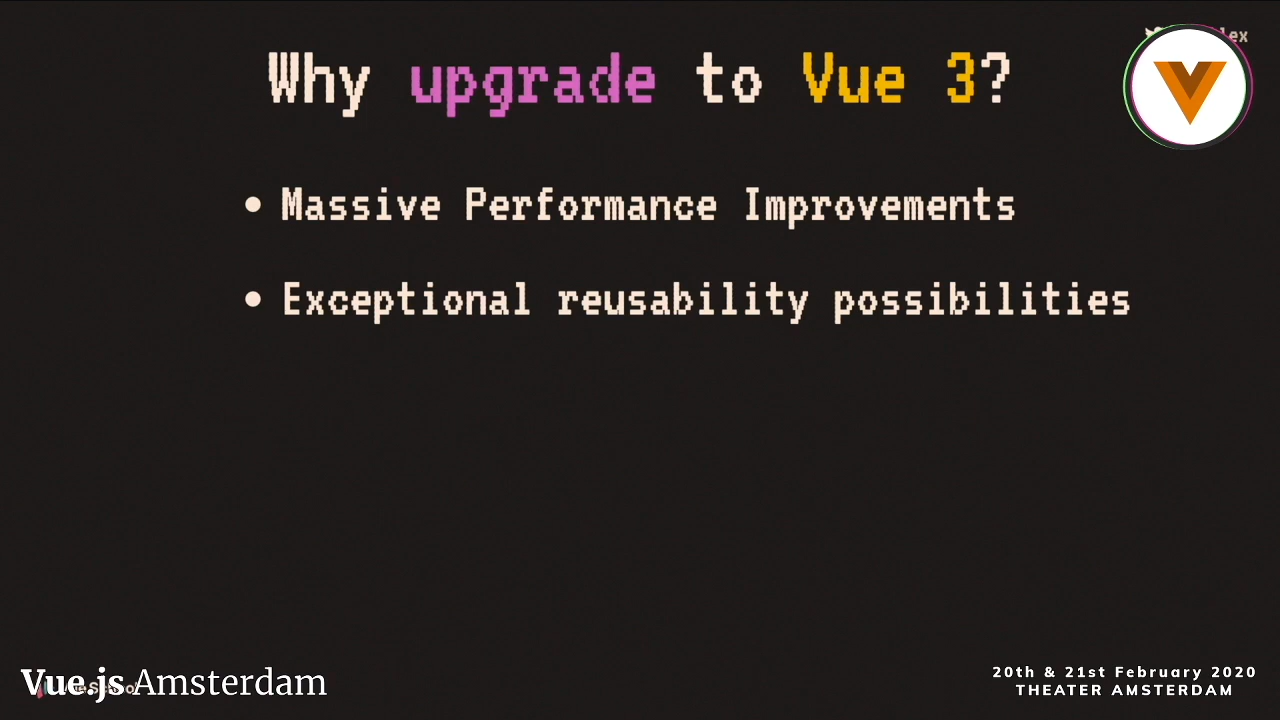 Why upgrade to Vue 3?
• Massive Performance Improvements
• Exceptional reusability possibilities
Vue.js Amsterdam
20th & 21st February 2020
THEATER AMSTERDAM